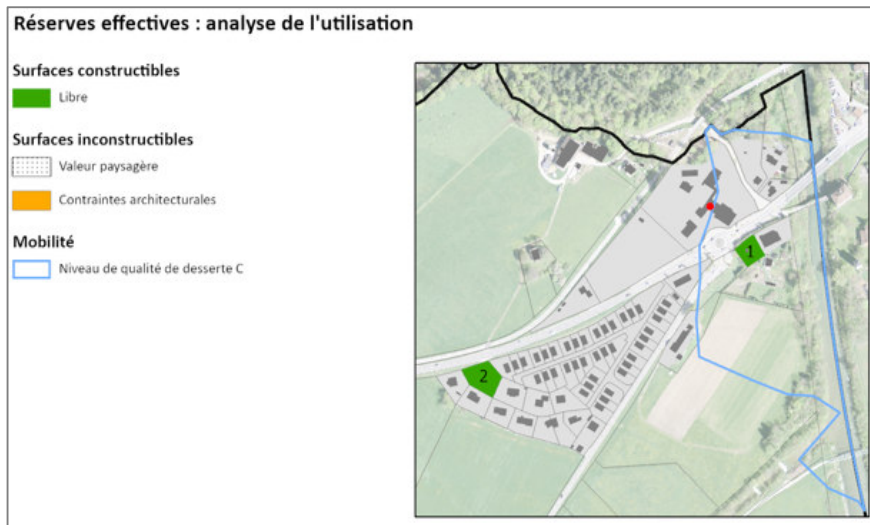 Réserves effectives : analyse de l'utilisation
Surfaces constructibles
Libre
Surfaces inconstructibles
Valeur paysagère
Contraintes architecturales
Mobilité
Niveau de qualité de desserte C
1
2